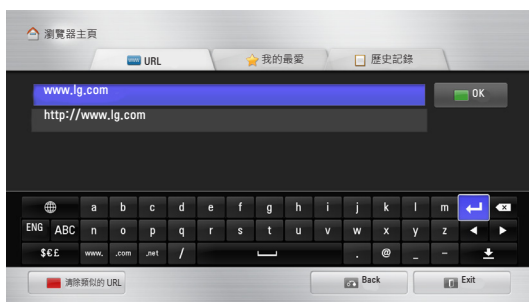 瀏覽器主頁
www URL 我的最愛 歷史記錄
www.lg.com OK
http://www.lg.com
a b c d e f g h i j k l m
ENG ABC n o p q r s t u v w x y z
$€£ www. .com .net / . @ _ -
清除類似的 URL Back Exit